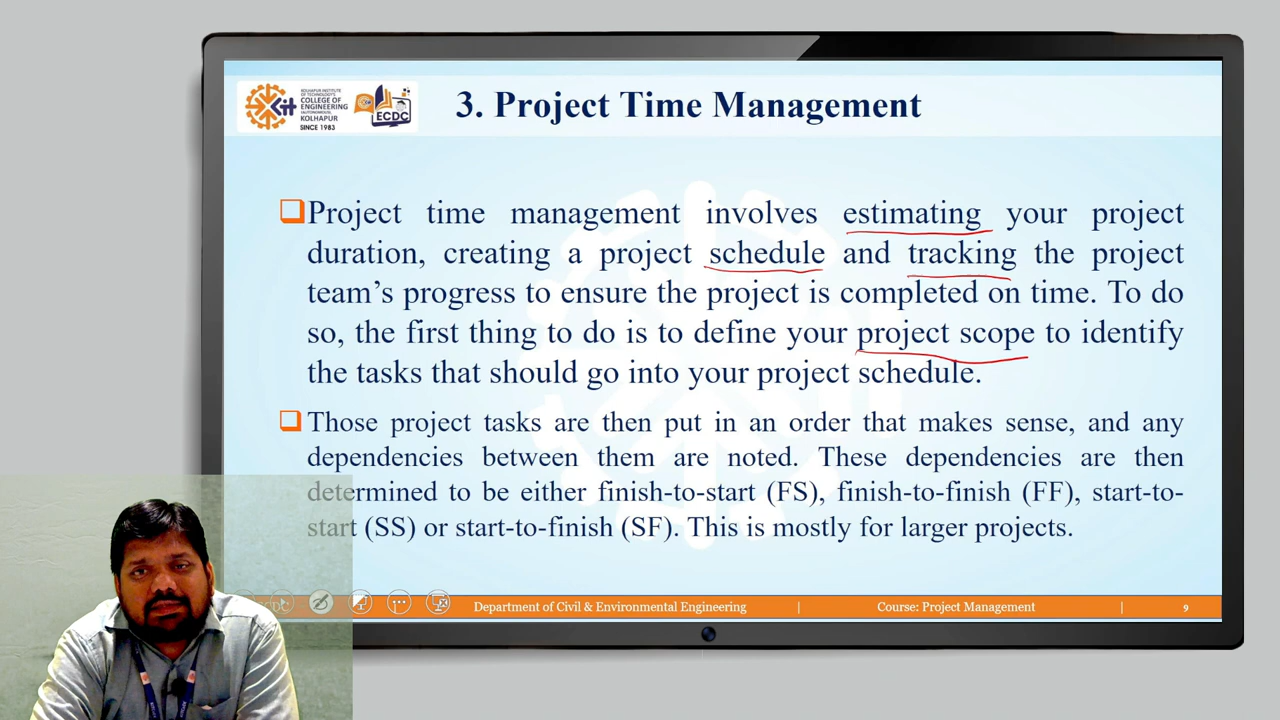 KOLHAPUR INSTITUTE
OF TECHNOLOGY'S
COLLEGE OF
ENGINEERING
(AUTONOMOUS),
KOLHAPUR
SINCE 1983
ECDC
3. Project Time Management
Project time management involves estimating your project
duration, creating a project schedule and tracking the project
team's progress to ensure the project is completed on time. To do
so, the first thing to do is to define your project scope to identify
the tasks that should go into your project schedule.
Those project tasks are then put in an order that makes sense, and any
dependencies between them are noted. These dependencies are then
determined to be either finish-to-start (FS), finish-to-finish (FF), start-to-
start (SS) or start-to-finish (SF). This is mostly for larger projects.
Department of Civil & Environmental Engineering | Course: Project Management | 9